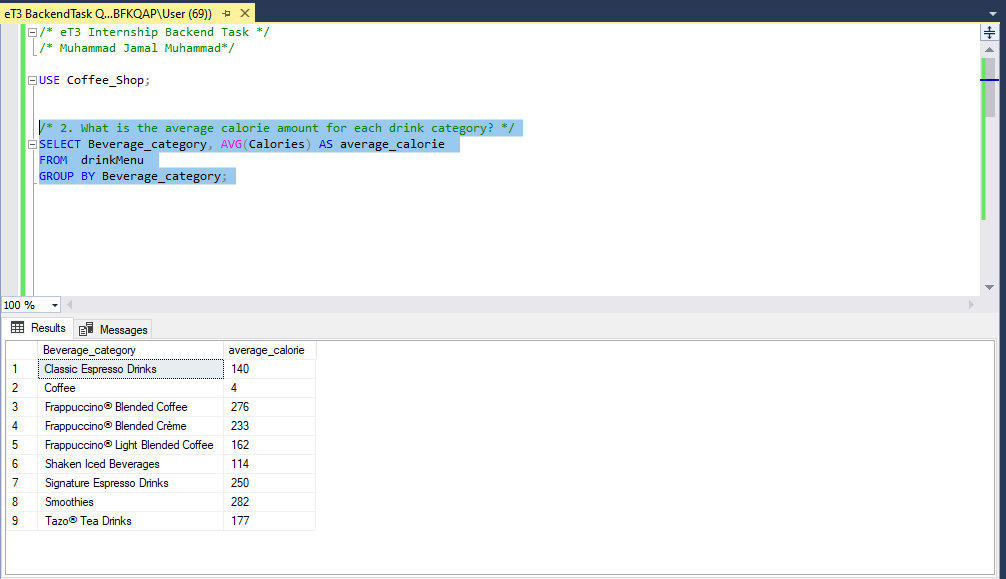 eT3 BackendTask Q...BFKQAP\User (69))
/* eT3 Internship Backend Task */
/* Muhammad Jamal Muhammad*/
USE Coffee_Shop;
/* 2. What is the average calorie amount for each drink category? */
SELECT Beverage_category, AVG(Calories) AS average_calorie
FROM  drinkMenu
GROUP BY Beverage_category;
100 %
Results Messages
Beverage_category average_calorie
1 Classic Espresso Drinks 140
2 Coffee 4
3 Frappuccino® Blended Coffee 276
4 Frappuccino® Blended Crème 233
5 Frappuccino® Light Blended Coffee 162
6 Shaken Iced Beverages 114
7 Signature Espresso Drinks 250
8 Smoothies 282
9 Tazo® Tea Drinks 177